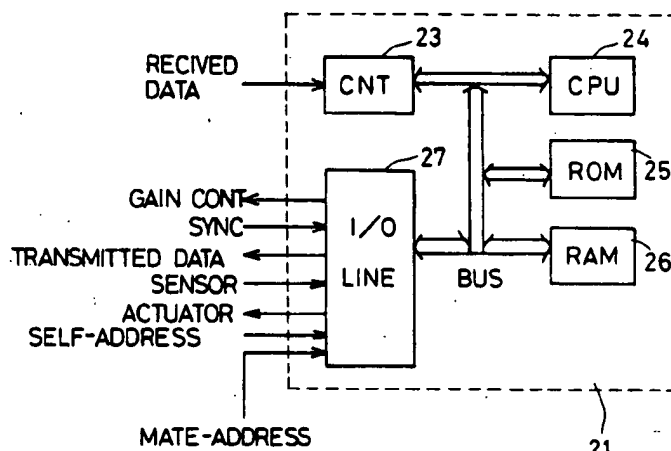 23
24
RECIVED
DATA
CNT
CPU
27
ROM
25
GAIN CONT
SYNC
I/O
TRANSMITTED DATA
LINE
BUS
RAM
26
SENSOR
ACTUATOR
SELF-ADDRESS
MATE-ADDRESS
21